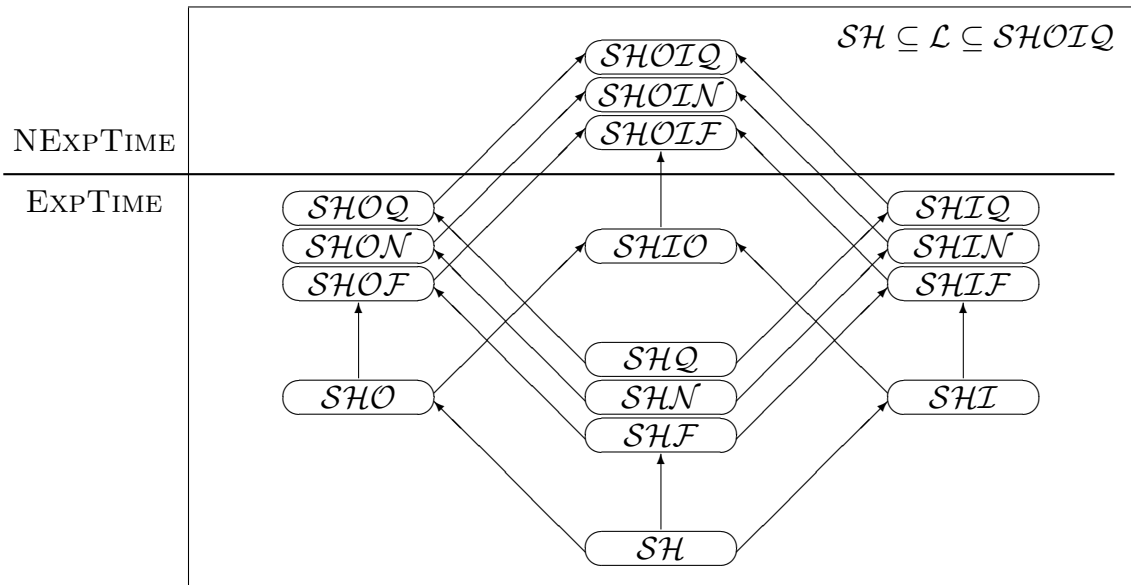 𝒮ℋ ⊆ ℒ ⊆ 𝒮ℋ𝒪ℐ𝒬
𝒮ℋ𝒪ℐ𝒬
𝒮ℋ𝒪ℐ𝒩
𝒮ℋ𝒪ℐℱ
NEXPTIME
EXPTIME
𝒮ℋ𝒪𝒬
𝒮ℋℐ𝒬
𝒮ℋ𝒪𝒩
𝒮ℋℐ𝒪
𝒮ℋℐ𝒩
𝒮ℋ𝒪ℱ
𝒮ℋℐℱ
𝒮ℋ𝒬
𝒮ℋ𝒪
𝒮ℋ𝒩
𝒮ℋℐ
𝒮ℋℱ
𝒮ℋ